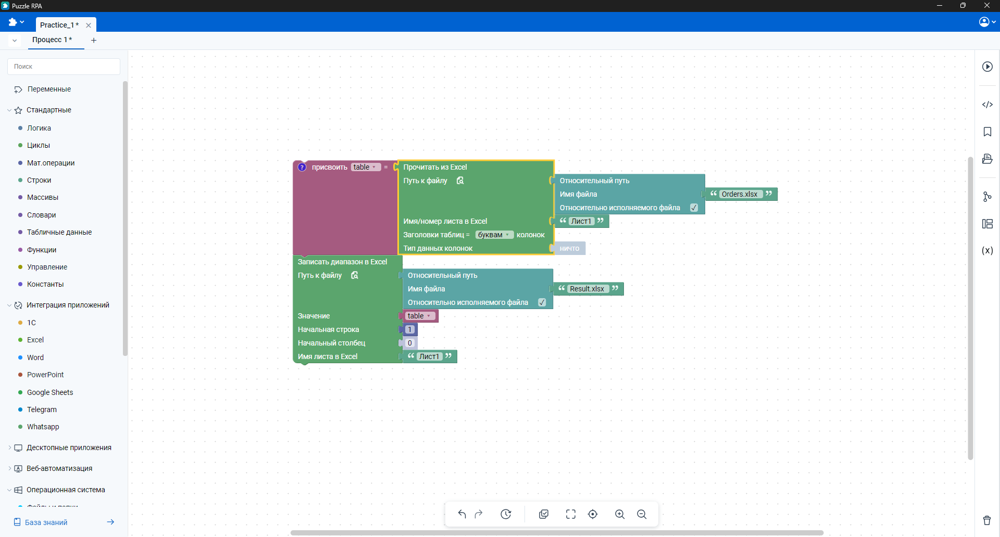 Puzzle RPA
Practice_1*
Процесс 1*
Поиск
Переменные
Стандартные
Логика
Циклы
Мат.операции
Строки
Массивы
Словари
Табличные данные
Функции
Управление
Константы
Интеграция приложений
1С
Excel
Word
PowerPoint
Google Sheets
Telegram
Whatsapp
Десктопные приложения
Веб-автоматизация
Операционная система
Файлы и папки
База знаний
? присвоить table = Прочитать из Excel
Путь к файлу Относительный путь
Имя файла “ Orders.xlsx ”
Относительно исполняемого файла ✓
Имя/номер листа в Excel “ Лист1 ”
Заголовки таблиц = буквам колонок
Тип данных колонок ничто
Записать диапазон в Excel
Путь к файлу Относительный путь
Имя файла “ Result.xlsx ”
Относительно исполняемого файла ✓
Значение table
Начальная строка 1
Начальный столбец 0
Имя листа в Excel “ Лист1 ”